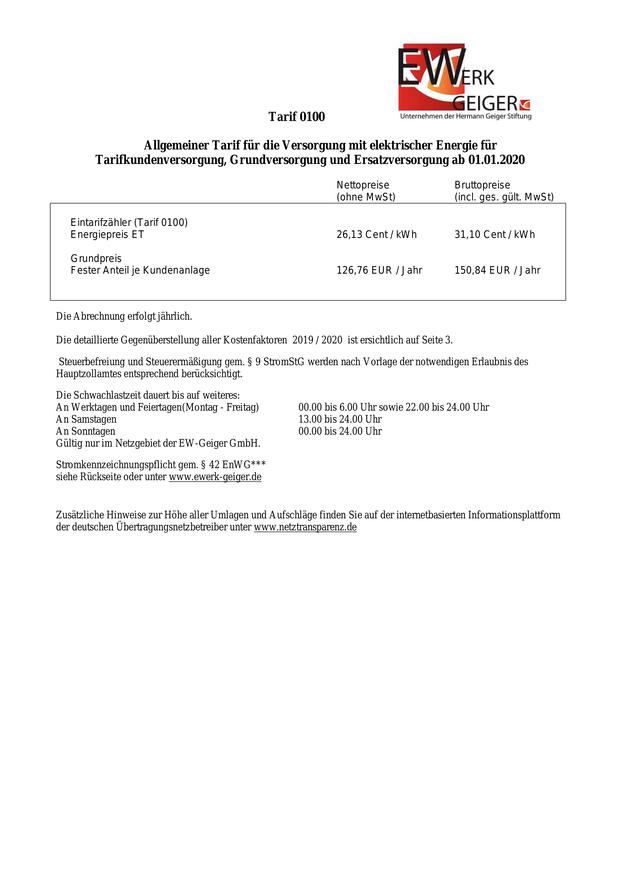 EWERK
GEIGER
Unternehmen der Hermann Geiger Stiftung
Tarif 0100
Allgemeiner Tarif für die Versorgung mit elektrischer Energie für
Tarifkundenversorgung, Grundversorgung und Ersatzversorgung ab 01.01.2020
Nettopreise Bruttopreise
(ohne MwSt) (incl. ges. gült. MwSt)
Eintarifzähler (Tarif 0100)
Energiepreis ET 26,13 Cent / kWh 31,10 Cent / kWh
Grundpreis
Fester Anteil je Kundenanlage 126,76 EUR / Jahr 150,84 EUR / Jahr
Die Abrechnung erfolgt jährlich.
Die detaillierte Gegenüberstellung aller Kostenfaktoren 2019 / 2020 ist ersichtlich auf Seite 3.
Steuerbefreiung und Steuerermäßigung gem. § 9 StromStG werden nach Vorlage der notwendigen Erlaubnis des
Hauptzollamtes entsprechend berücksichtigt.
Die Schwachlastzeit dauert bis auf weiteres:
An Werktagen und Feiertagen(Montag - Freitag) 00.00 bis 6.00 Uhr sowie 22.00 bis 24.00 Uhr
An Samstagen 13.00 bis 24.00 Uhr
An Sonntagen 00.00 bis 24.00 Uhr
Gültig nur im Netzgebiet der EW-Geiger GmbH.
Stromkennzeichnungspflicht gem. § 42 EnWG***
siehe Rückseite oder unter www.ewerk-geiger.de
Zusätzliche Hinweise zur Höhe aller Umlagen und Aufschläge finden Sie auf der internetbasierten Informationsplattform
der deutschen Übertragungsnetzbetreiber unter www.netztransparenz.de